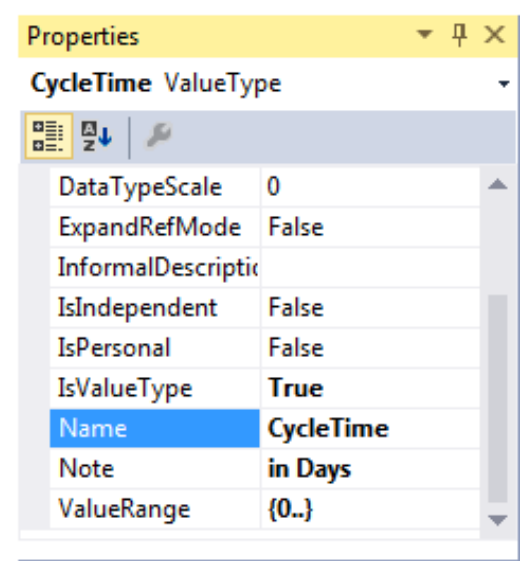 Properties
CycleTime ValueType
DataTypeScale 0
ExpandRefMode False
InformalDescriptic
IsIndependent False
IsPersonal False
IsValueType True
Name CycleTime
Note in Days
ValueRange {0..}